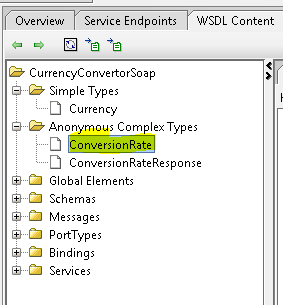 Overview Service Endpoints WSDL Content
CurrencyConvertorSoap
Simple Types
Currency
Anonymous Complex Types
ConversionRate
ConversionRateResponse
Global Elements
Schemas
Messages
PortTypes
Bindings
Services